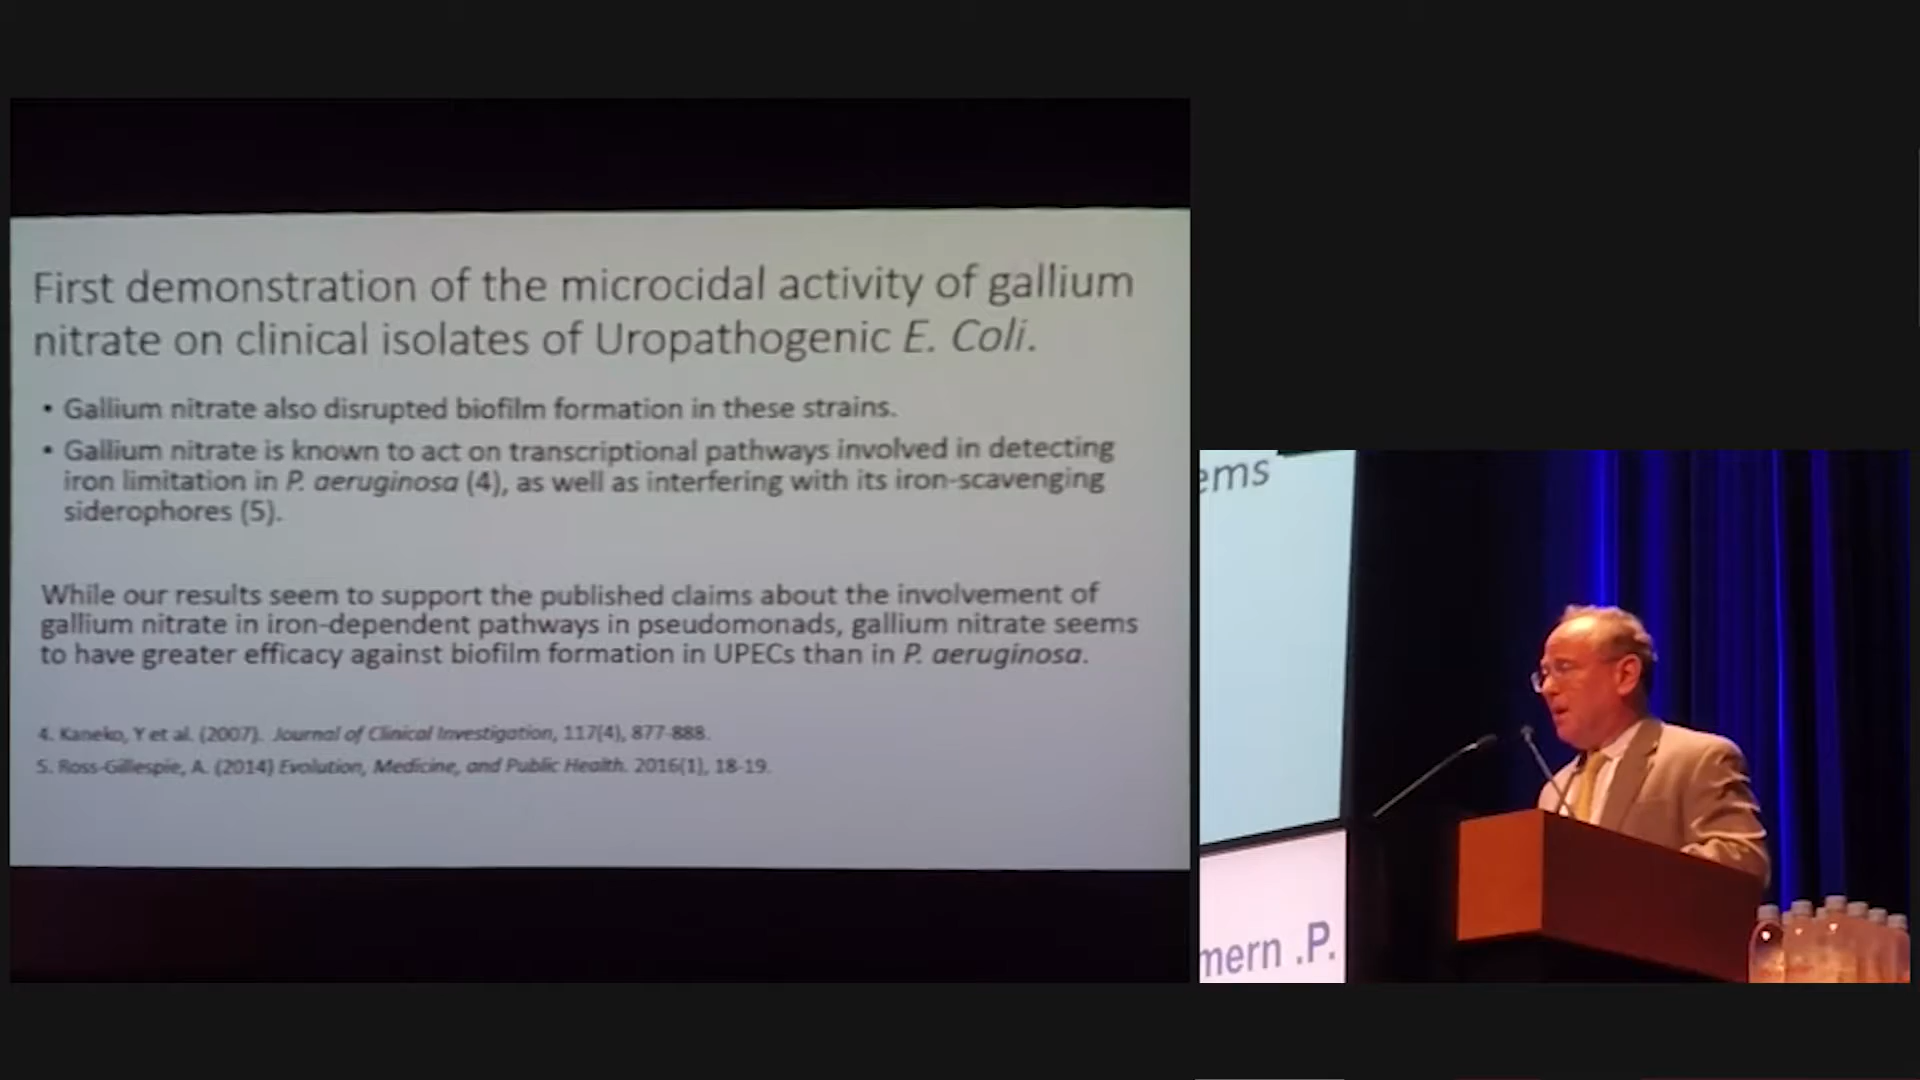 First demonstration of the microcidal activity of gallium
nitrate on clinical isolates of Uropathogenic E. Coli.
• Gallium nitrate also disrupted biofilm formation in these strains.
• Gallium nitrate is known to act on transcriptional pathways involved in detecting
iron limitation in P. aeruginosa (4), as well as interfering with its iron-scavenging
siderophores (5).
While our results seem to support the published claims about the involvement of
gallium nitrate in iron-dependent pathways in pseudomonads, gallium nitrate seems
to have greater efficacy against biofilm formation in UPECs than in P. aeruginosa.
4. Kaneko, Y et al. (2007). Journal of Clinical Investigation, 117(4), 877-888.
5. Ross-Gillespie, A. (2014) Evolution, Medicine, and Public Health. 2016(1), 18-19.
ems
mern .P.